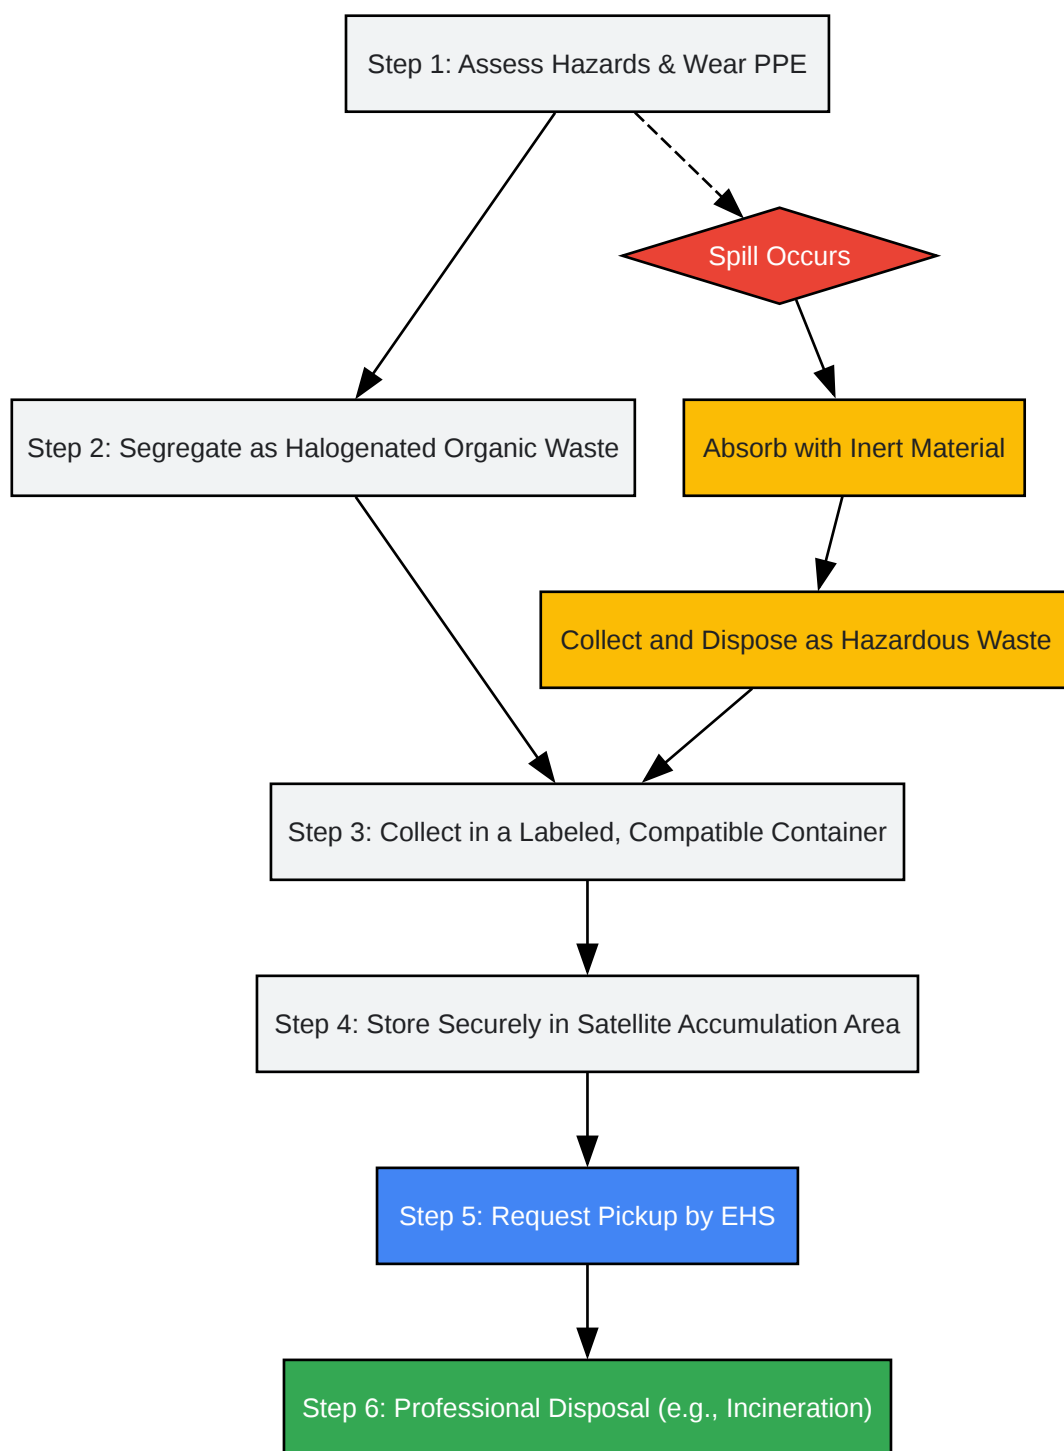 Step 1: Assess Hazards & Wear PPE
Spill Occurs
Step 2: Segregate as Halogenated Organic Waste
Absorb with Inert Material
Collect and Dispose as Hazardous Waste
Step 3: Collect in a Labeled, Compatible Container
Step 4: Store Securely in Satellite Accumulation Area
Step 5: Request Pickup by EHS
Step 6: Professional Disposal (e.g., Incineration)